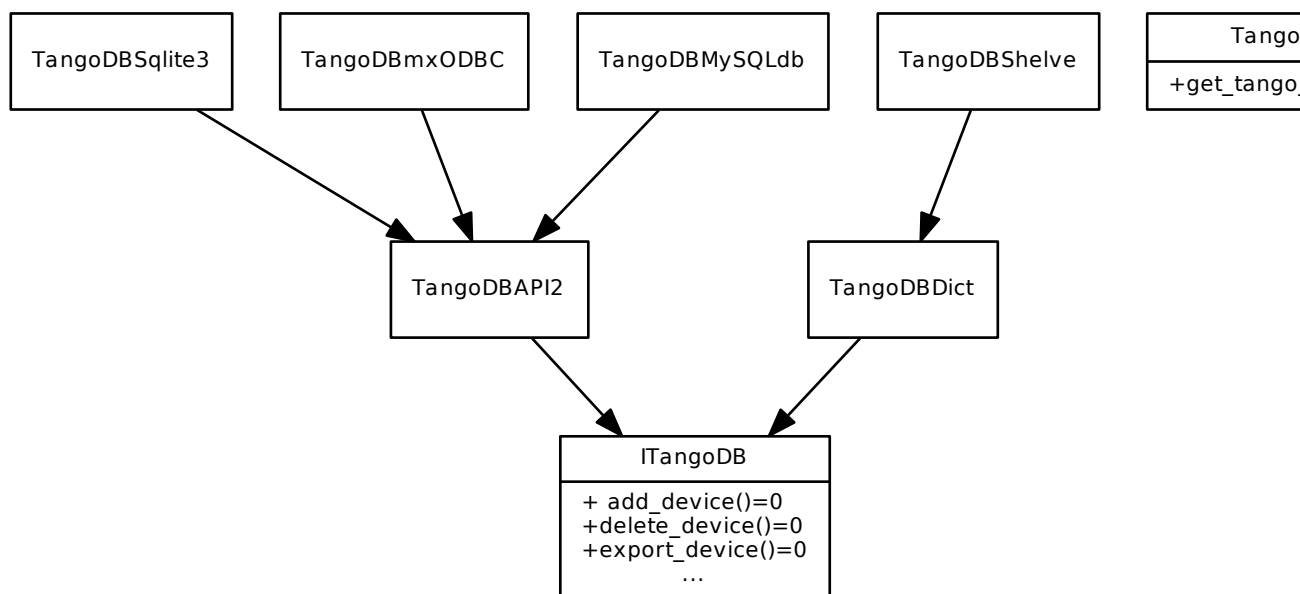 TangoDBSqlite3
TangoDBmxODBC
TangoDBMySQLdb
TangoDBShelve
Tango
+get_tango_
TangoDBAPI2
TangoDBDict
ITangoDB
+ add_device()=0
+delete_device()=0
+export_device()=0
...